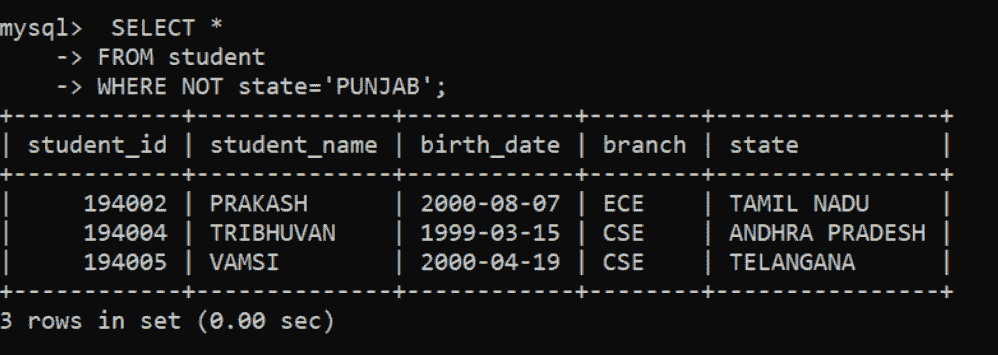 mysql>  SELECT *
    -> FROM student
    -> WHERE NOT state='PUNJAB';
+------------+--------------+------------+--------+----------------+
| student_id | student_name | birth_date | branch | state          |
+------------+--------------+------------+--------+----------------+
|     194002 | PRAKASH      | 2000-08-07 | ECE    | TAMIL NADU     |
|     194004 | TRIBHUVAN    | 1999-03-15 | CSE    | ANDHRA PRADESH |
|     194005 | VAMSI        | 2000-04-19 | CSE    | TELANGANA      |
+------------+--------------+------------+--------+----------------+
3 rows in set (0.00 sec)